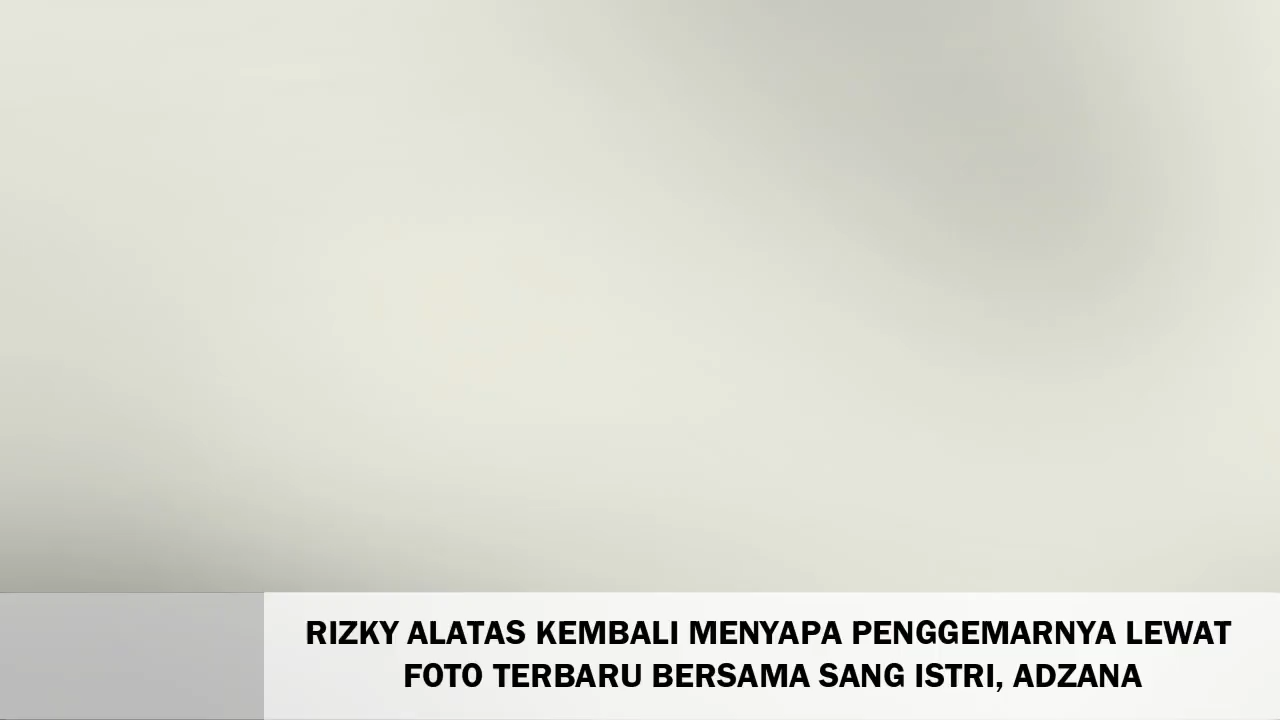 RIZKY ALATAS KEMBALI MENYAPA PENGGEMARNYA LEWAT
FOTO TERBARU BERSAMA SANG ISTRI, ADZANA